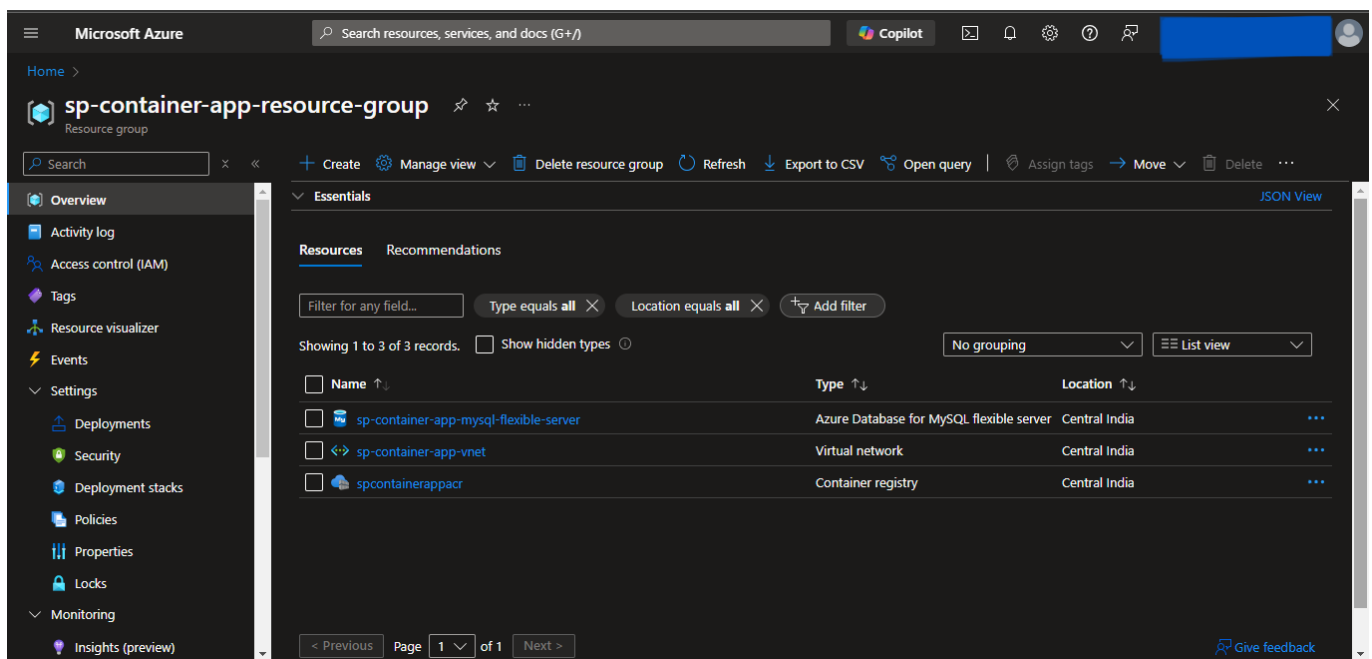 Microsoft Azure
Search resources, services, and docs (G+/)
Copilot
Home >
sp-container-app-resource-group
Resource group
Search
Create
Manage view
Delete resource group
Refresh
Export to CSV
Open query
Assign tags
Move
Delete
Overview
Activity log
Access control (IAM)
Tags
Resource visualizer
Events
Settings
Deployments
Security
Deployment stacks
Policies
Properties
Locks
Monitoring
Insights (preview)
Essentials
JSON View
Resources Recommendations
Filter for any field...
Type equals all
Location equals all
Add filter
Showing 1 to 3 of 3 records.
Show hidden types
No grouping
List view
Name Type Location
sp-container-app-mysql-flexible-server Azure Database for MySQL flexible server Central India
sp-container-app-vnet Virtual network Central India
spcontainerappacr Container registry Central India
< Previous Page 1 of 1 Next >
Give feedback